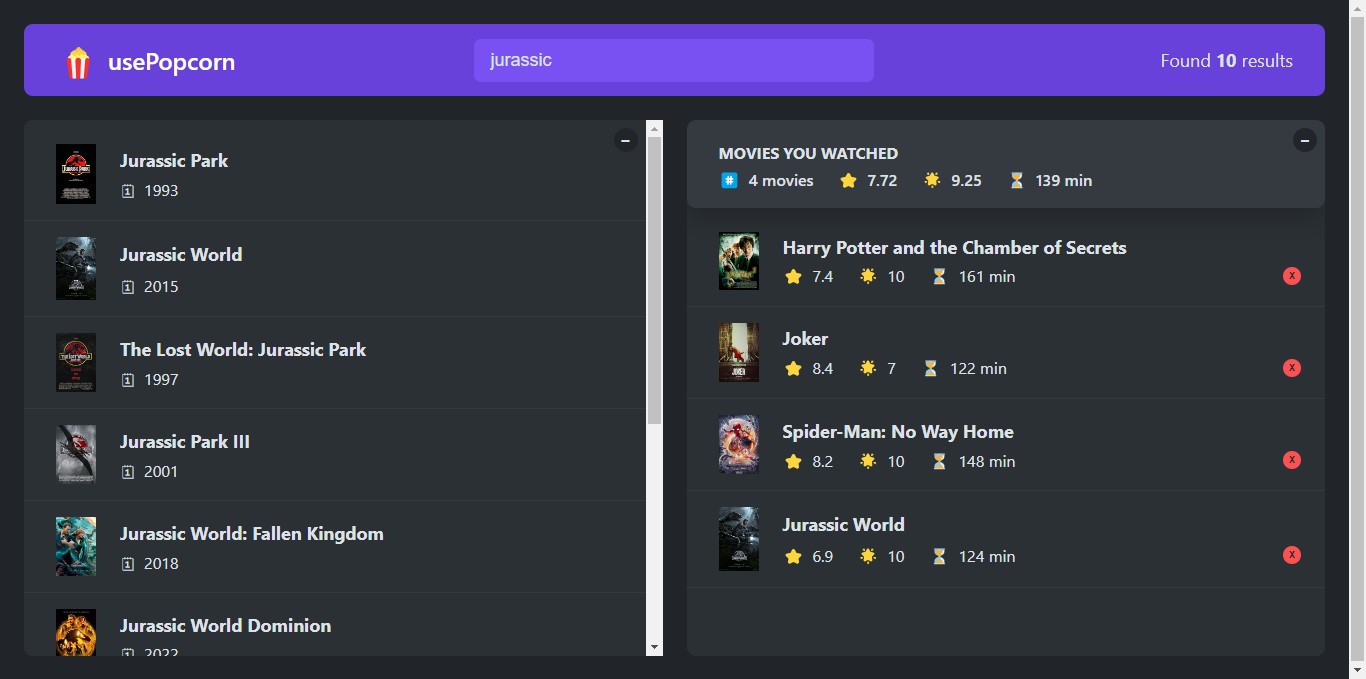 usePopcorn
jurassic
Found 10 results
Jurassic Park
1993
Jurassic World
2015
The Lost World: Jurassic Park
1997
Jurassic Park III
2001
Jurassic World: Fallen Kingdom
2018
Jurassic World Dominion
2022
MOVIES YOU WATCHED
# 4 movies 7.72 9.25 139 min
Harry Potter and the Chamber of Secrets
7.4 10 161 min
X
Joker
8.4 7 122 min
X
Spider-Man: No Way Home
8.2 10 148 min
X
Jurassic World
6.9 10 124 min
X